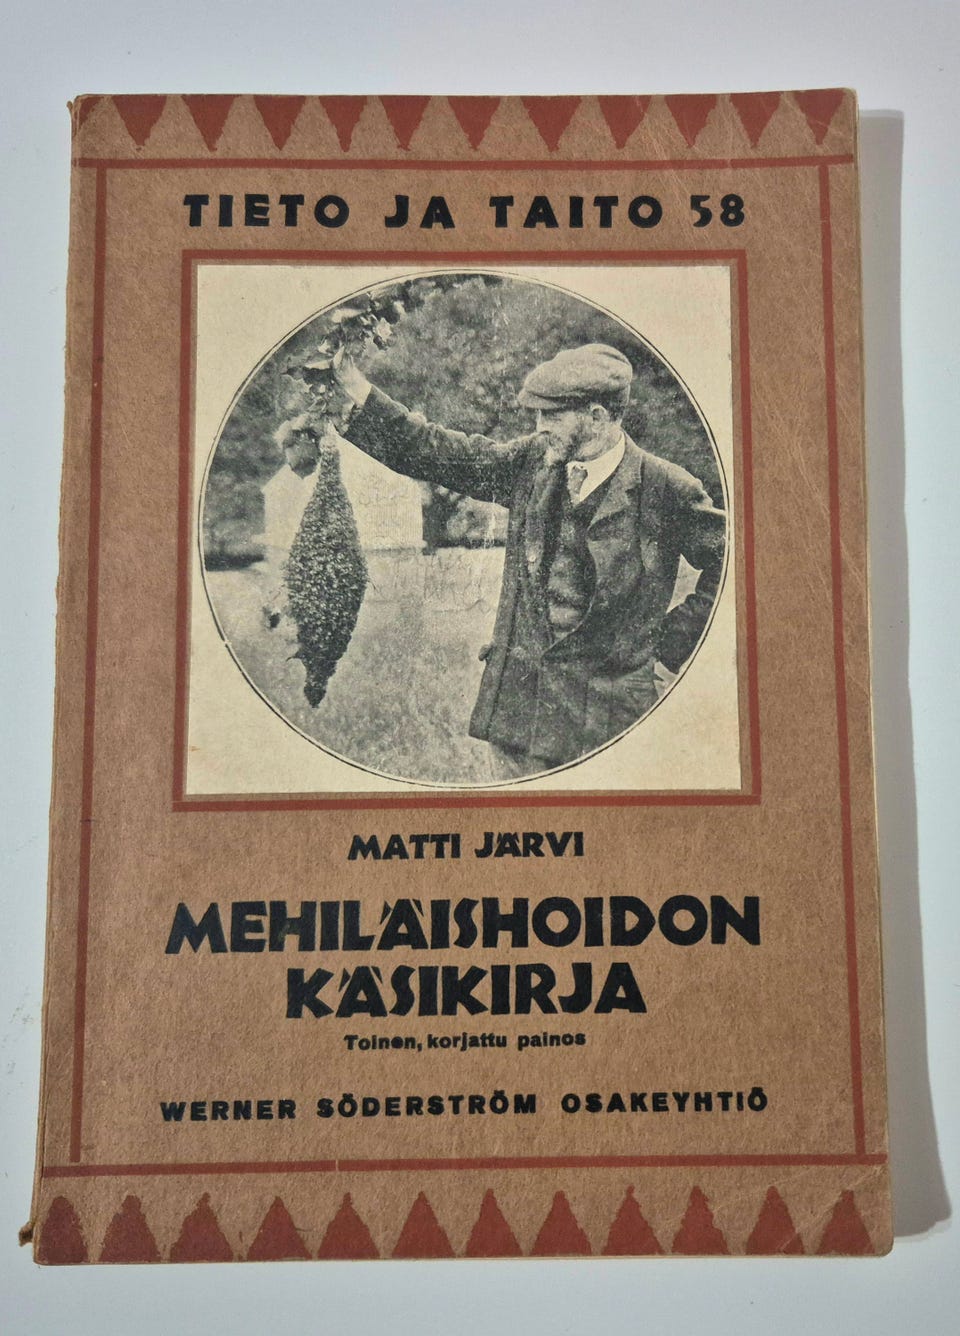 TIETO JA TAITO 58
MATTI JÄRVI
MEHILÄISHOIDON
KÄSIKIRJA
Toinen, korjattu painos
WERNER SÖDERSTRÖM OSAKEYHTIÖ